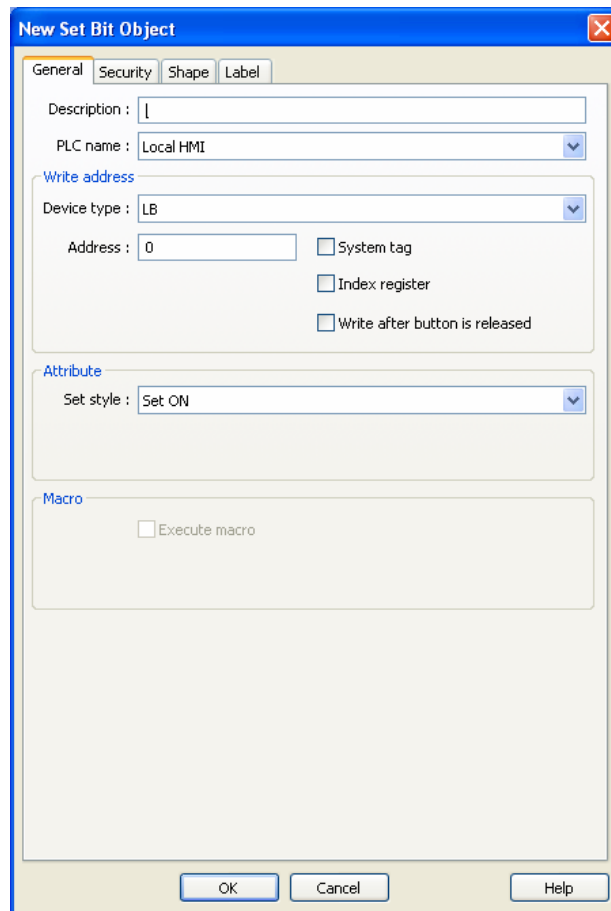 New Set Bit Object
General Security Shape Label
Description :
PLC name : Local HMI
Write address
Device type : LB
Address : 0 System tag
Index register
Write after button is released
Attribute
Set style : Set ON
Macro
Execute macro
OK Cancel Help